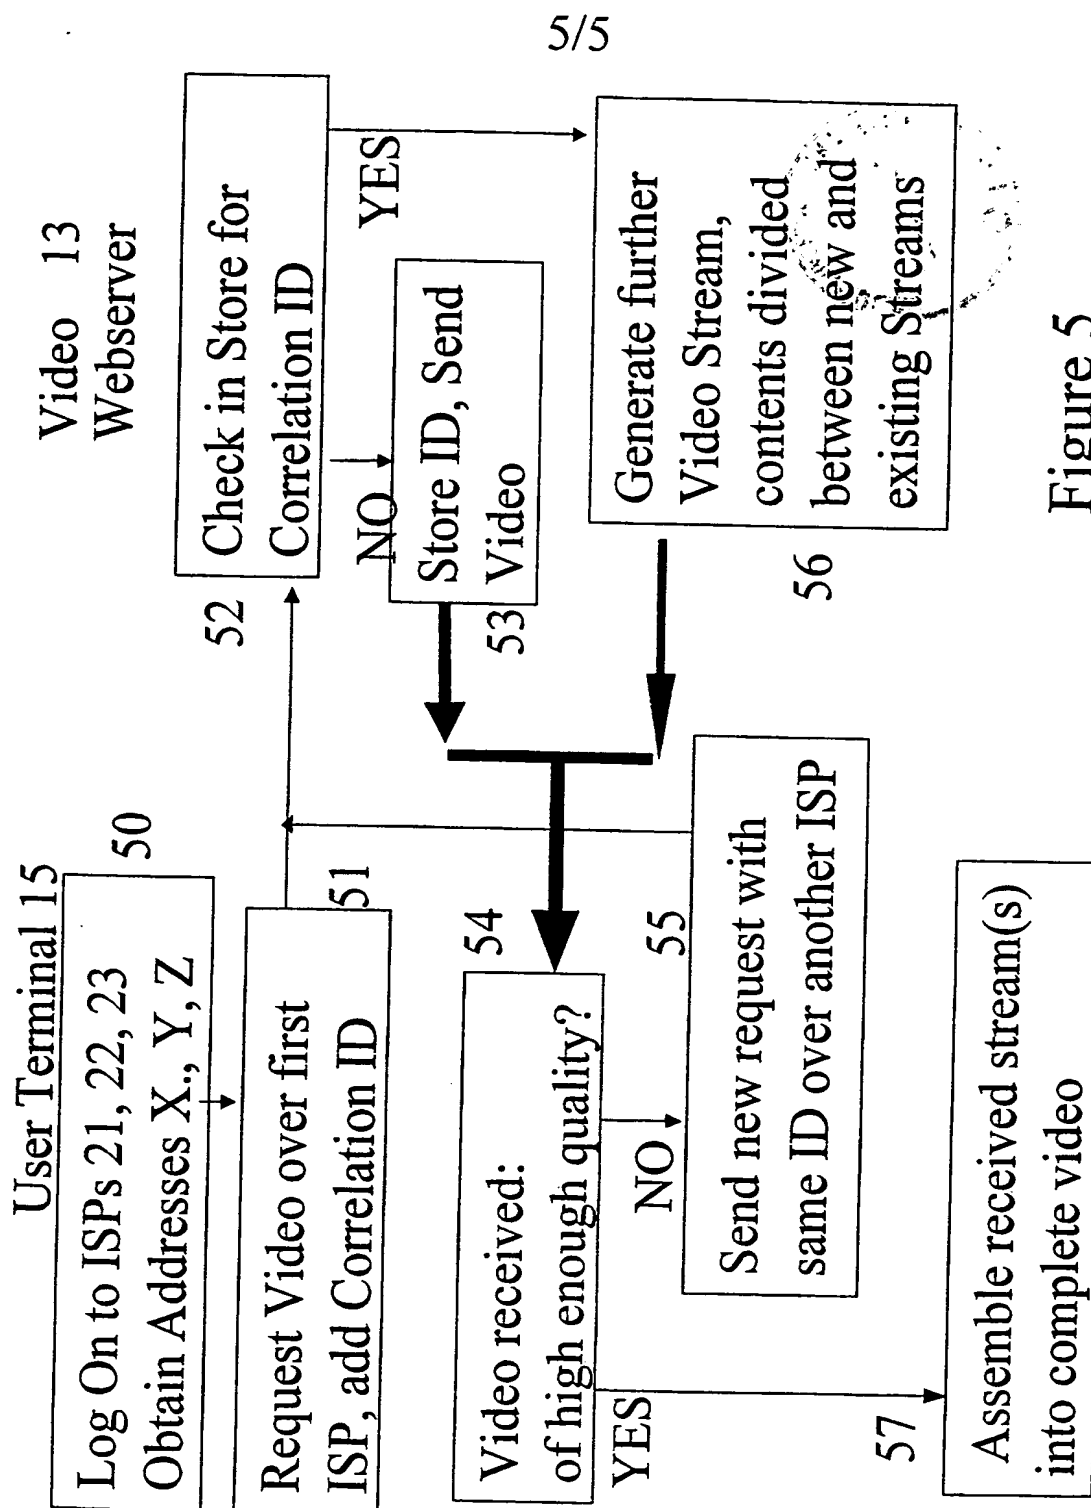 5/5
User Terminal 15
Video 13
Webserver
50
Log On to ISPs 21, 22, 23
Obtain Addresses X., Y, Z
51
Request Video over first
ISP, add Correlation ID
52
Check in Store for
Correlation ID
NO
YES
53
Store ID, Send
Video
54
Video received:
of high enough quality?
NO
YES
55
Send new request with
same ID over another ISP
56
Generate further
Video Stream,
contents divided
between new and
existing Streams
57
Assemble received stream(s)
into complete video
Figure 5